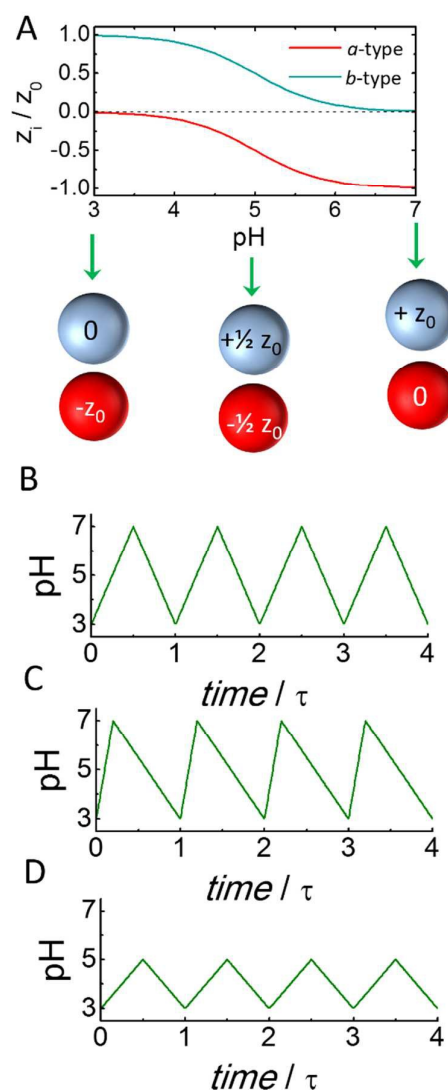 A
1.0
0.5
0.0
-0.5
-1.0
z_i / z_0
a-type
b-type
3 4 5 6 7
pH
0
+½ z_0
+ z_0
-z_0
-½ z_0
0
B
7
5
3
pH
0 1 2 3 4
time / τ
C
7
5
3
pH
0 1 2 3 4
time / τ
D
7
5
3
pH
0 1 2 3 4
time / τ